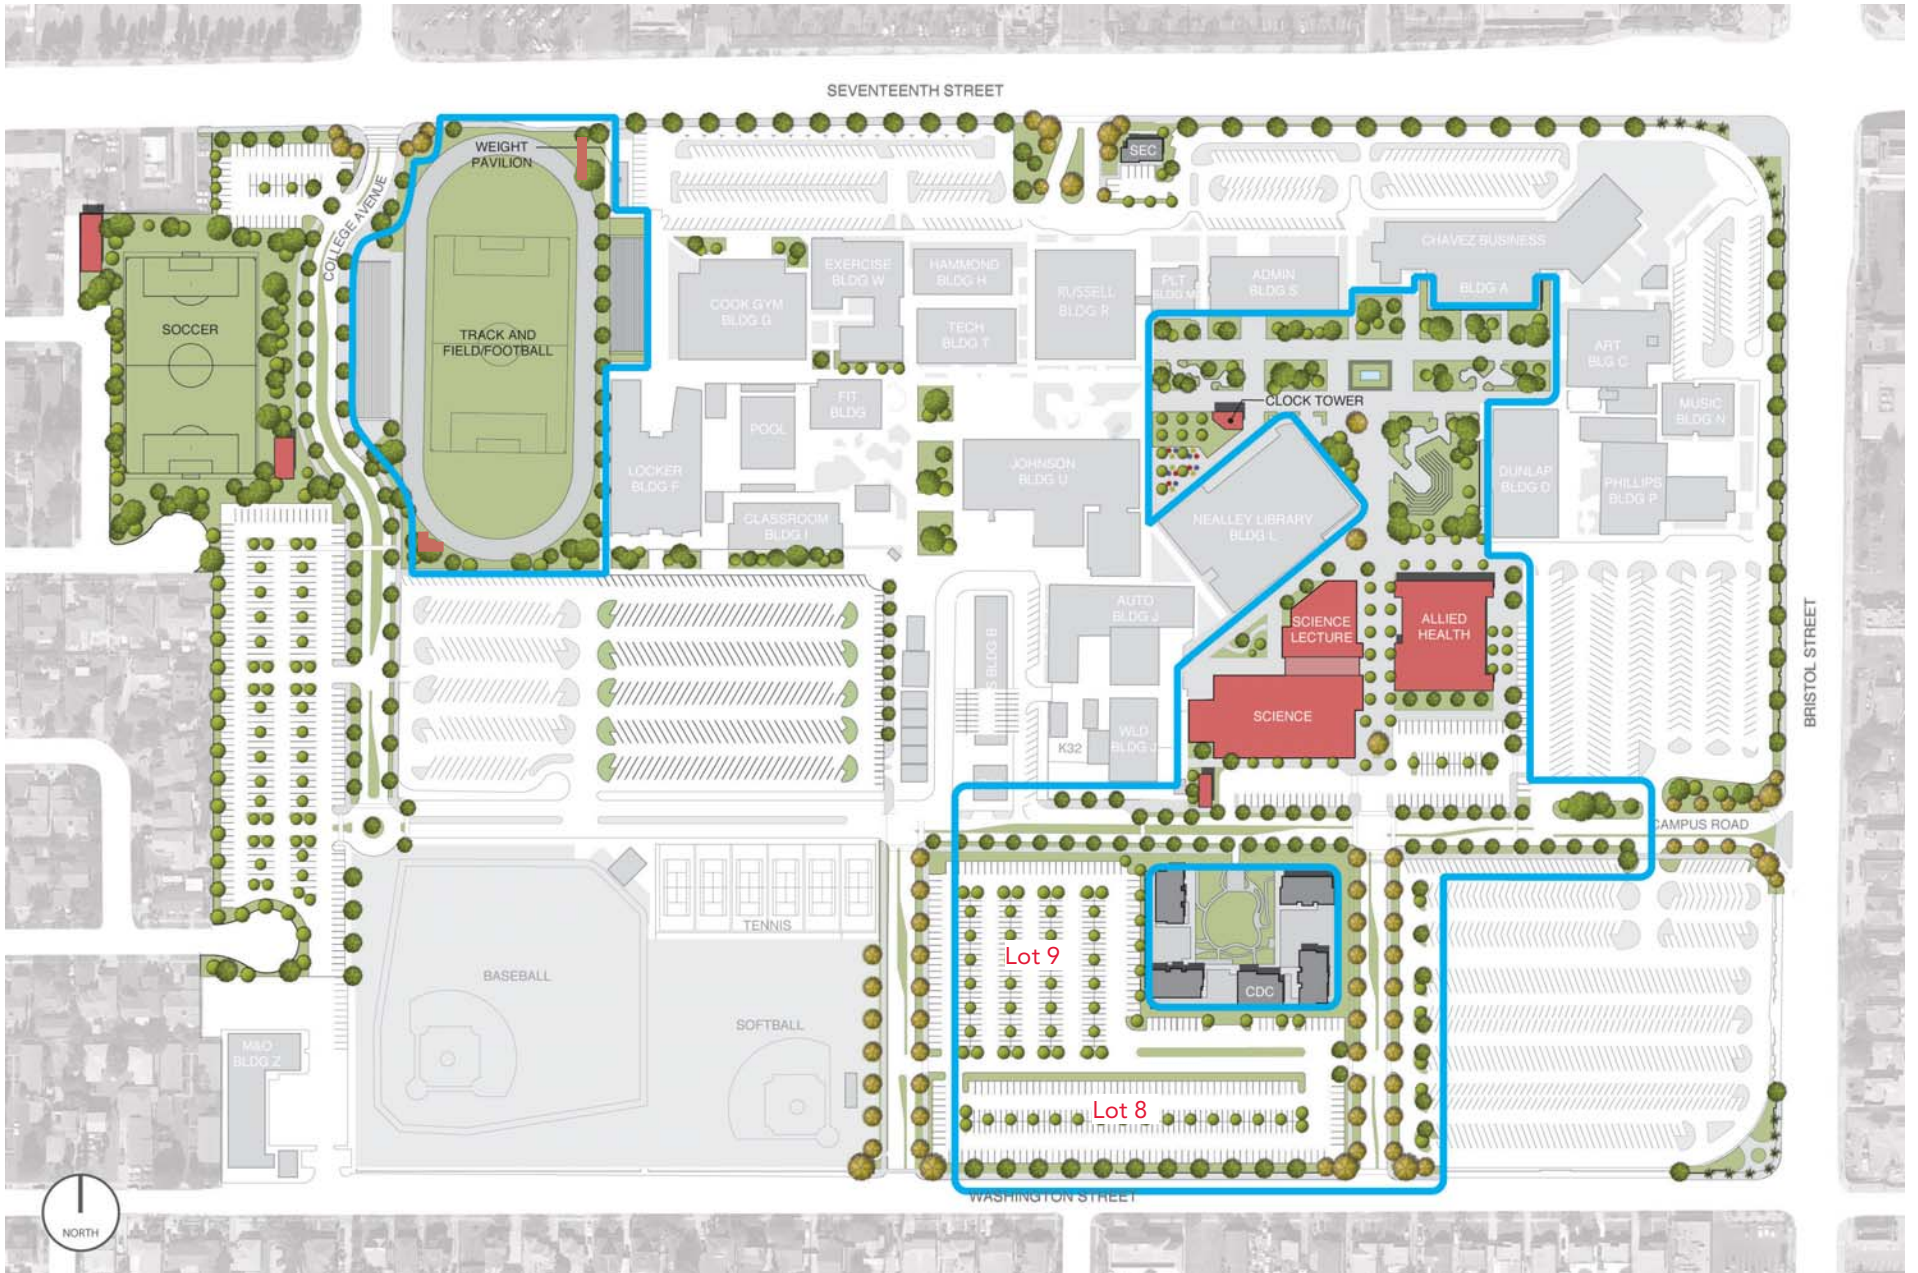 SEVENTEENTH STREET
WEIGHT
PAVILION
SEC
COLLEGE AVENUE
SOCCER
TRACK AND
FIELD/FOOTBALL
COOK GYM
BLDG G
EXERCISE
BLDG W
HAMMOND
BLDG H
TECH
BLDG T
RUSSELL
BLDG R
PLT
BLDG M
ADMIN
BLDG S
CHAVEZ BUSINESS
BLDG A
ART
BLG C
MUSIC
BLDG N
CLOCK TOWER
FIT
BLDG
POOL
LOCKER
BLDG F
CLASSROOM
BLDG I
JOHNSON
BLDG U
NEALLEY LIBRARY
BLDG L
DUNLAP
BLDG D
PHILLIPS
BLDG P
AUTO
BLDG J
S BLDG B
SCIENCE
LECTURE
ALLIED
HEALTH
SCIENCE
K32
WLD
BLDG J
BRISTOL STREET
CAMPUS ROAD
TENNIS
BASEBALL
SOFTBALL
Lot 9
CDC
M&O
BLDG Z
Lot 8
WASHINGTON STREET
NORTH